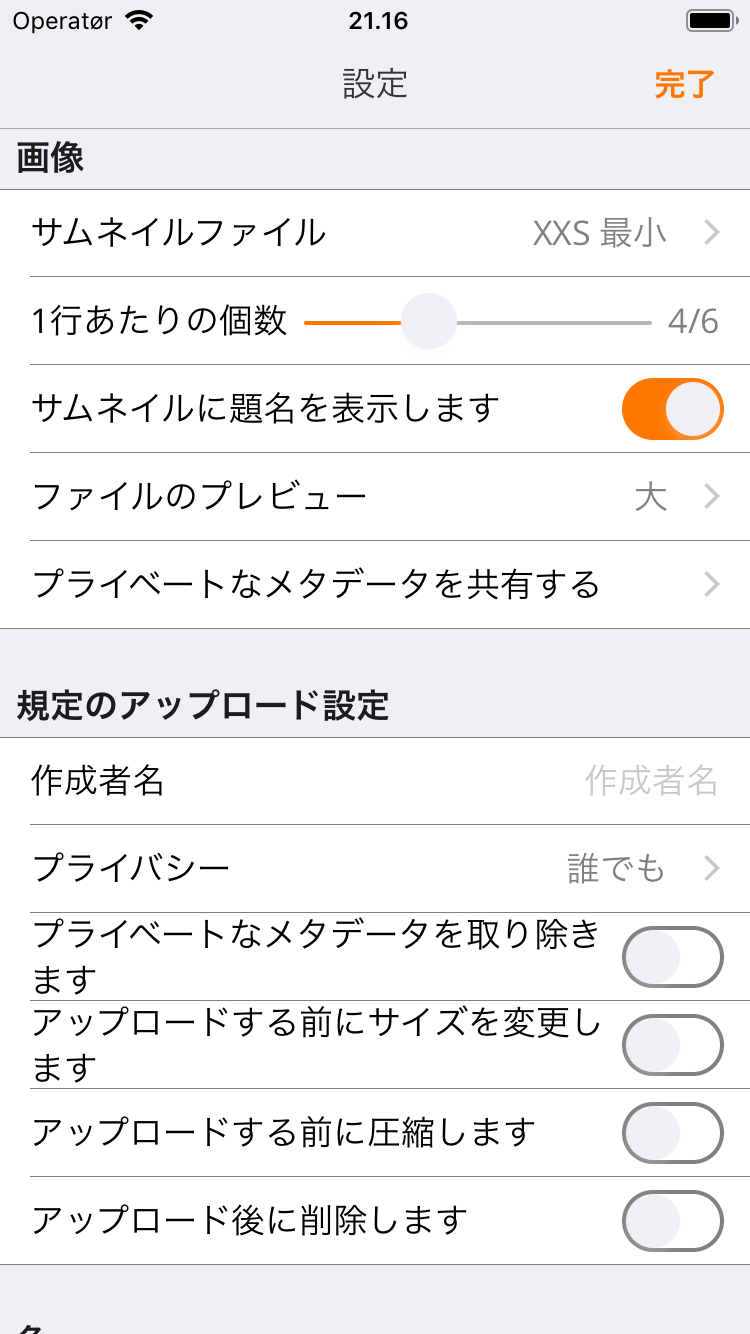 Operatør 21.16
設定 完了
画像
サムネイルファイル XXS 最小
1行あたりの個数 4/6
サムネイルに題名を表示します
ファイルのプレビュー 大
プライベートなメタデータを共有する
規定のアップロード設定
作成者名 作成者名
プライバシー 誰でも
プライベートなメタデータを取り除き
ます
アップロードする前にサイズを変更し
ます
アップロードする前に圧縮します
アップロード後に削除します